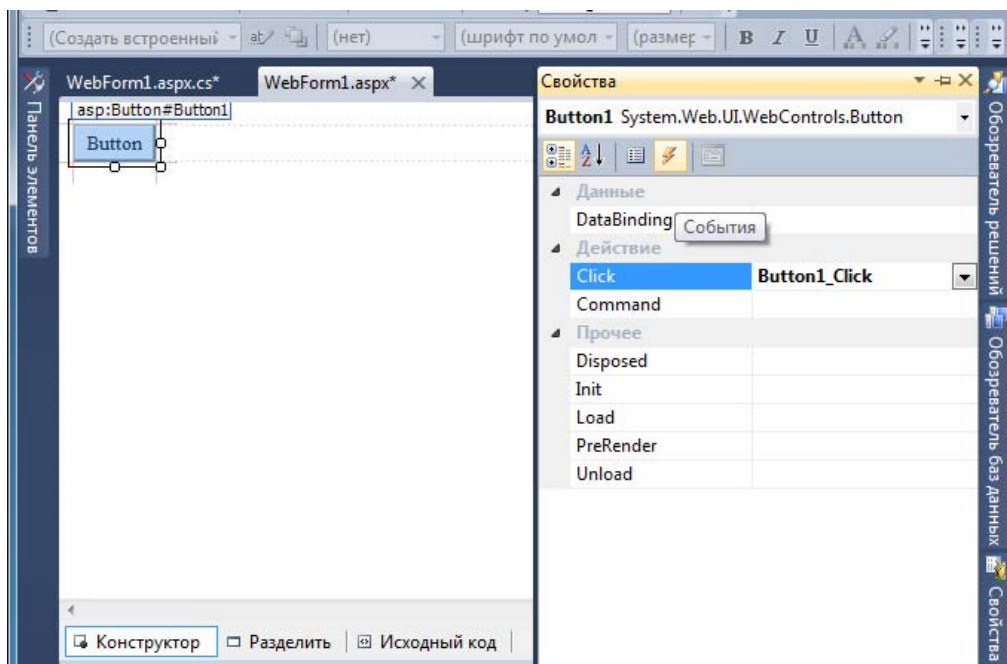 (Создать встроенный
(нет)
(шрифт по умол
(размер
B I U A
WebForm1.aspx.cs*
WebForm1.aspx*
asp:Button#Button1
Button
Панель элементов
Конструктор
Разделить
Исходный код
Свойства
Button1 System.Web.UI.WebControls.Button
Данные
DataBinding
События
Действие
Click Button1_Click
Command
Прочее
Disposed
Init
Load
PreRender
Unload
Обозреватель решений
Обозреватель баз данных
Свойства